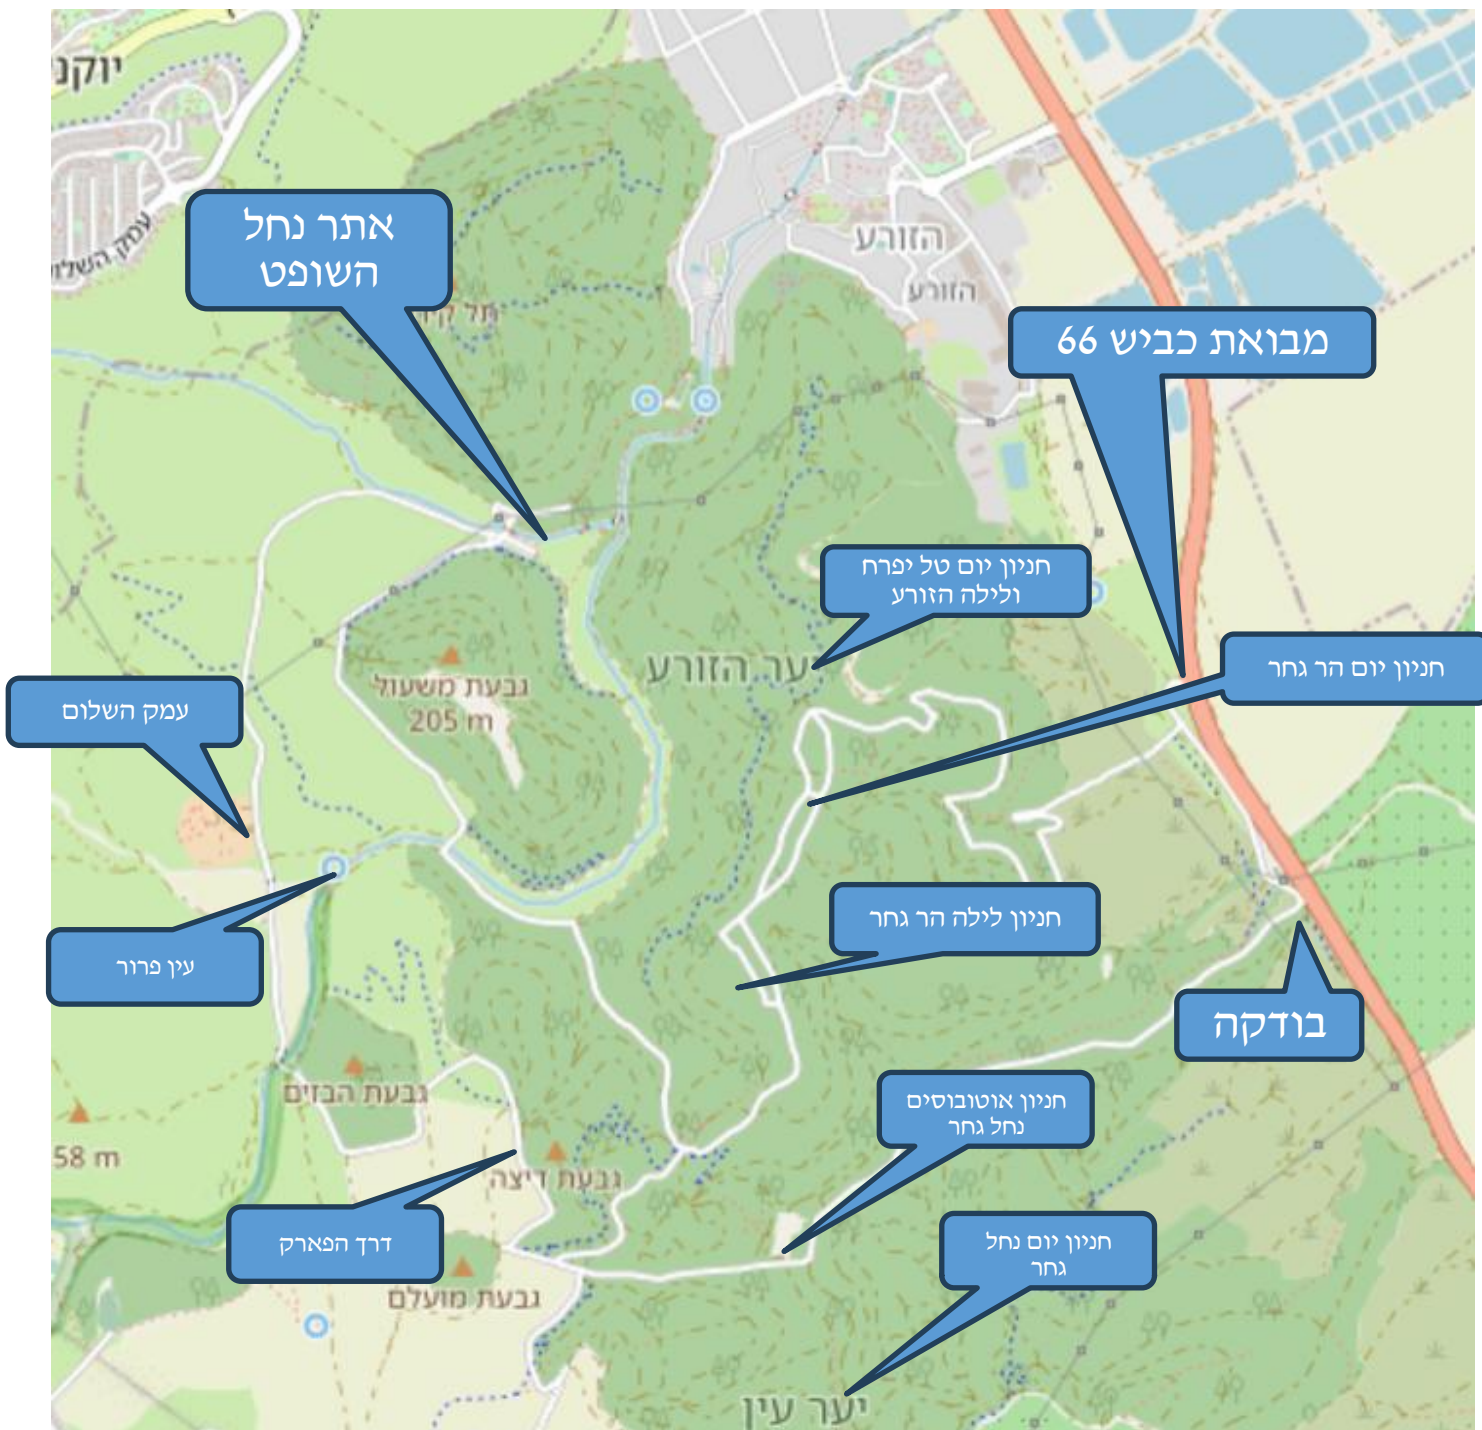 יוקנ
עמק השלו
אתר נחל
השופט
תל קי
הזורע
הזורע
מבואת כביש 66
חניון יום טל יפרח
ולילה הזורע
יער הזורע
חניון יום הר גחר
גבעת משעול
205 m
עמק השלום
חניון לילה הר גחר
עין פרור
בודקה
גבעת הבזים
חניון אוטובוסים
נחל גחר
58 m
גבעת דיצה
דרך הפארק
חניון יום נחל
גחר
גבעת מועלם
יער עין